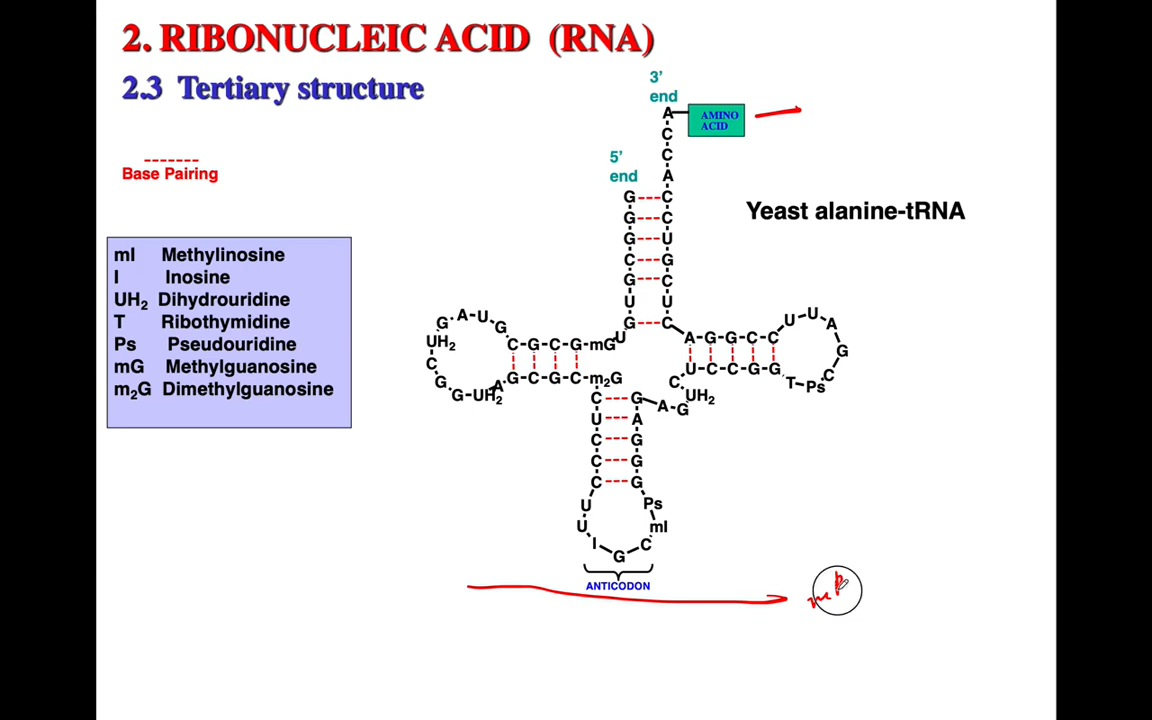 2. RIBONUCLEIC ACID (RNA)
2.3 Tertiary structure
3’
end
A
AMINO
ACID
C
C
A
5’
end
Base Pairing
G---C
G---C
G---U
C---G
G---C
U U
G---C
Yeast alanine-tRNA
mI Methylinosine
I Inosine
UH2 Dihydrouridine
T Ribothymidine
Ps Pseudouridine
mG Methylguanosine
m2G Dimethylguanosine
G-A-U-G
C-G-C-G-mG U
UH2
C
G
G-UH2
A
G-C-G-C-m2G
A-G-G-C-C
U-U-A
G
C
T-Ps
U-C-C-G-G
C
UH2
G
A
C---G
U---A
C---G
C---G
C---G
U Ps
U mI
I G C
ANTICODON